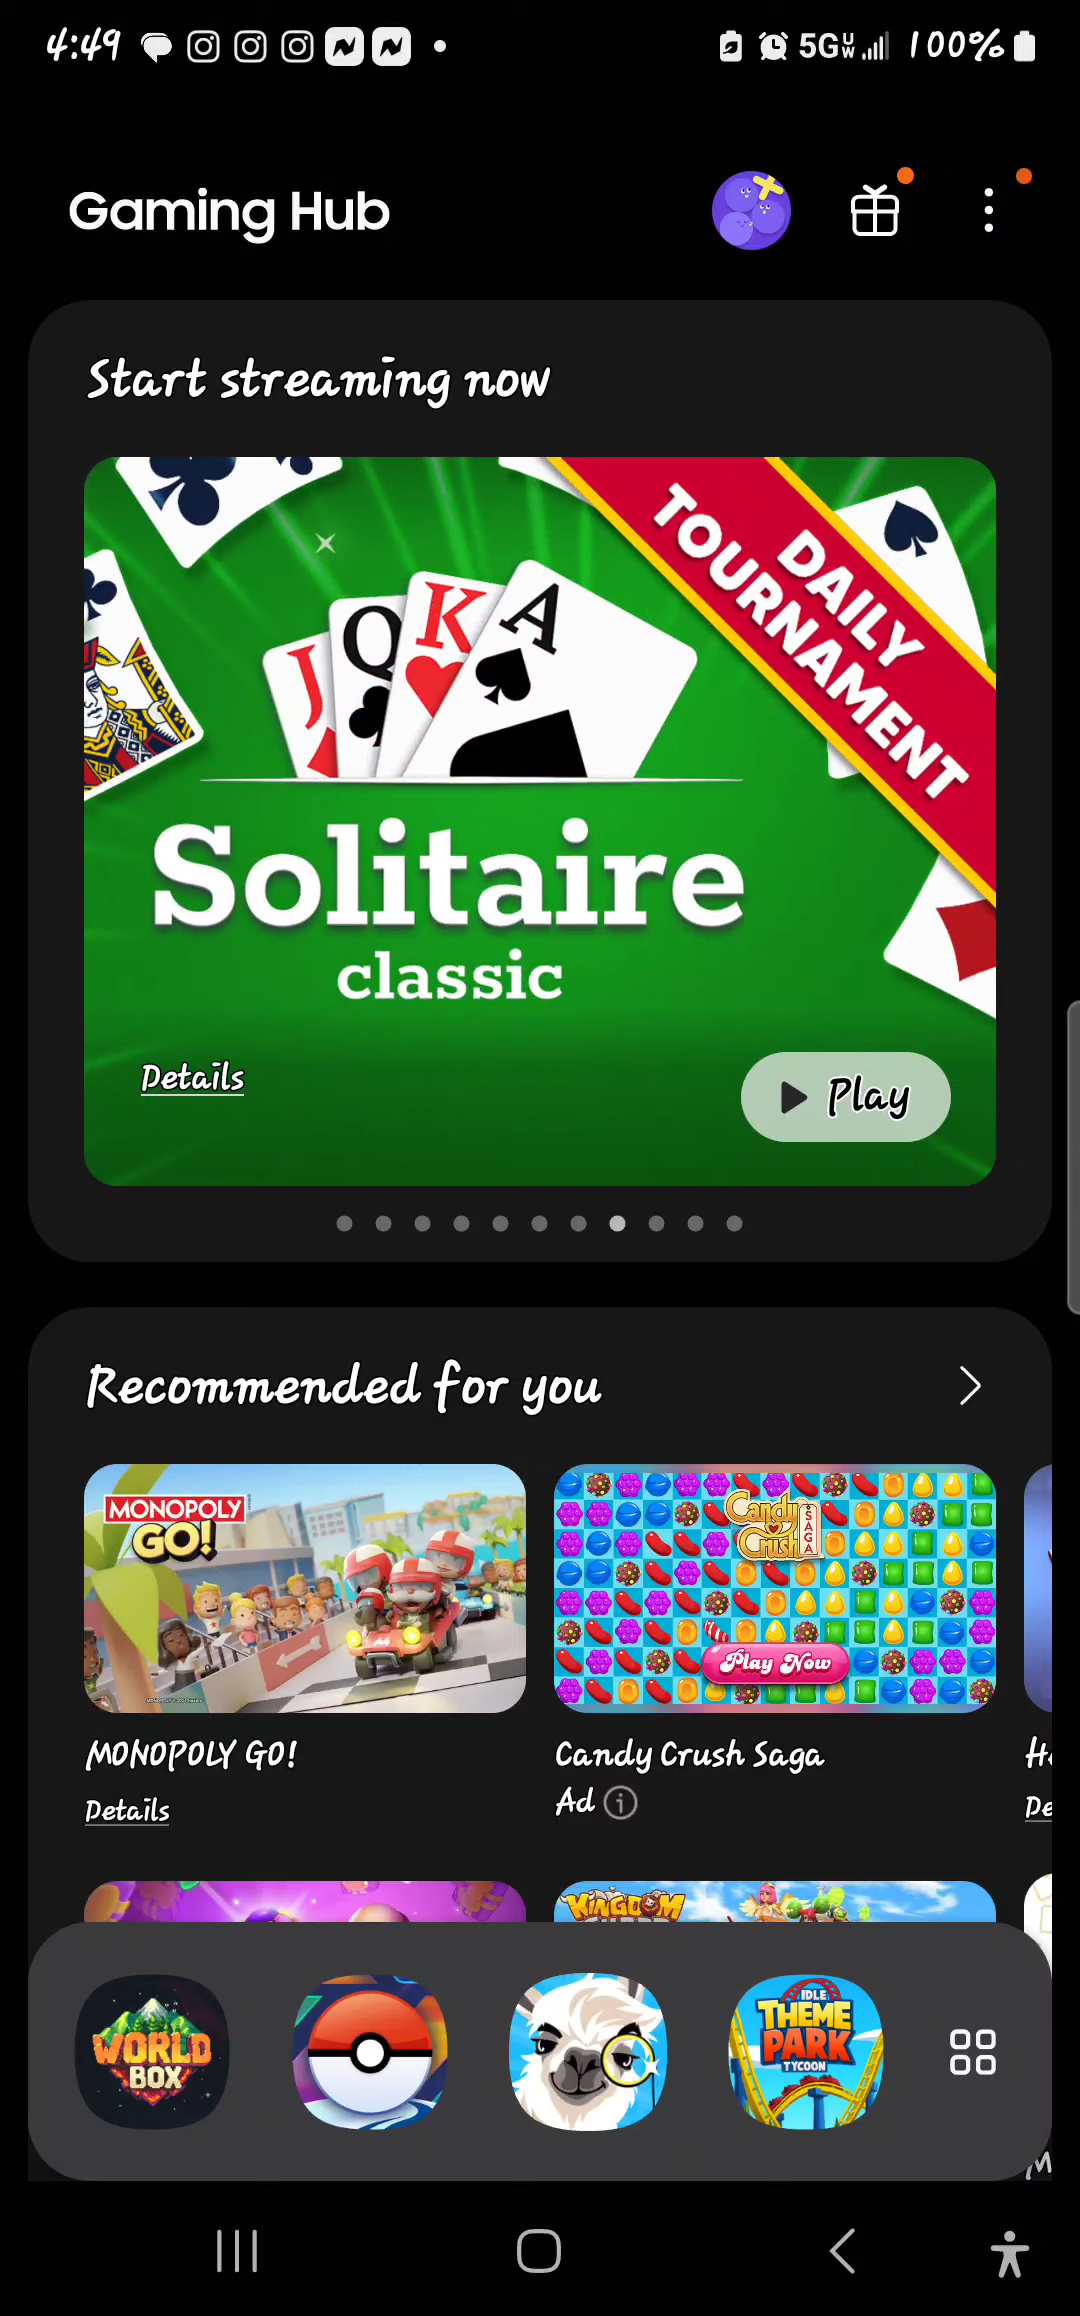 4:49
5G UW
100%
Gaming Hub
Start streaming now
DAILY
TOURNAMENT
J
Q
K
A
Solitaire
classic
Details
Play
Recommended for you
MONOPOLY
GO!
Candy
Crush
SAGA
Play Now
MONOPOLY GO!
Details
Candy Crush Saga
Ad
De
KINGDOM
WORLD
BOX
IDLE
THEME
PARK
TYCOON
M